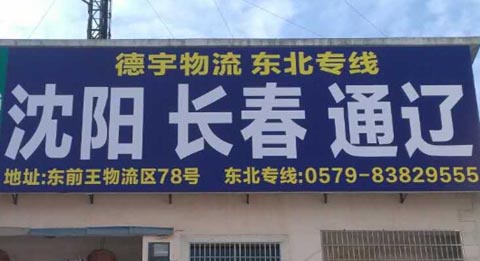 德宇物流 东北专线
沈阳 长春 通辽
地址:东前王物流区78号 东北专线:0579-83829555